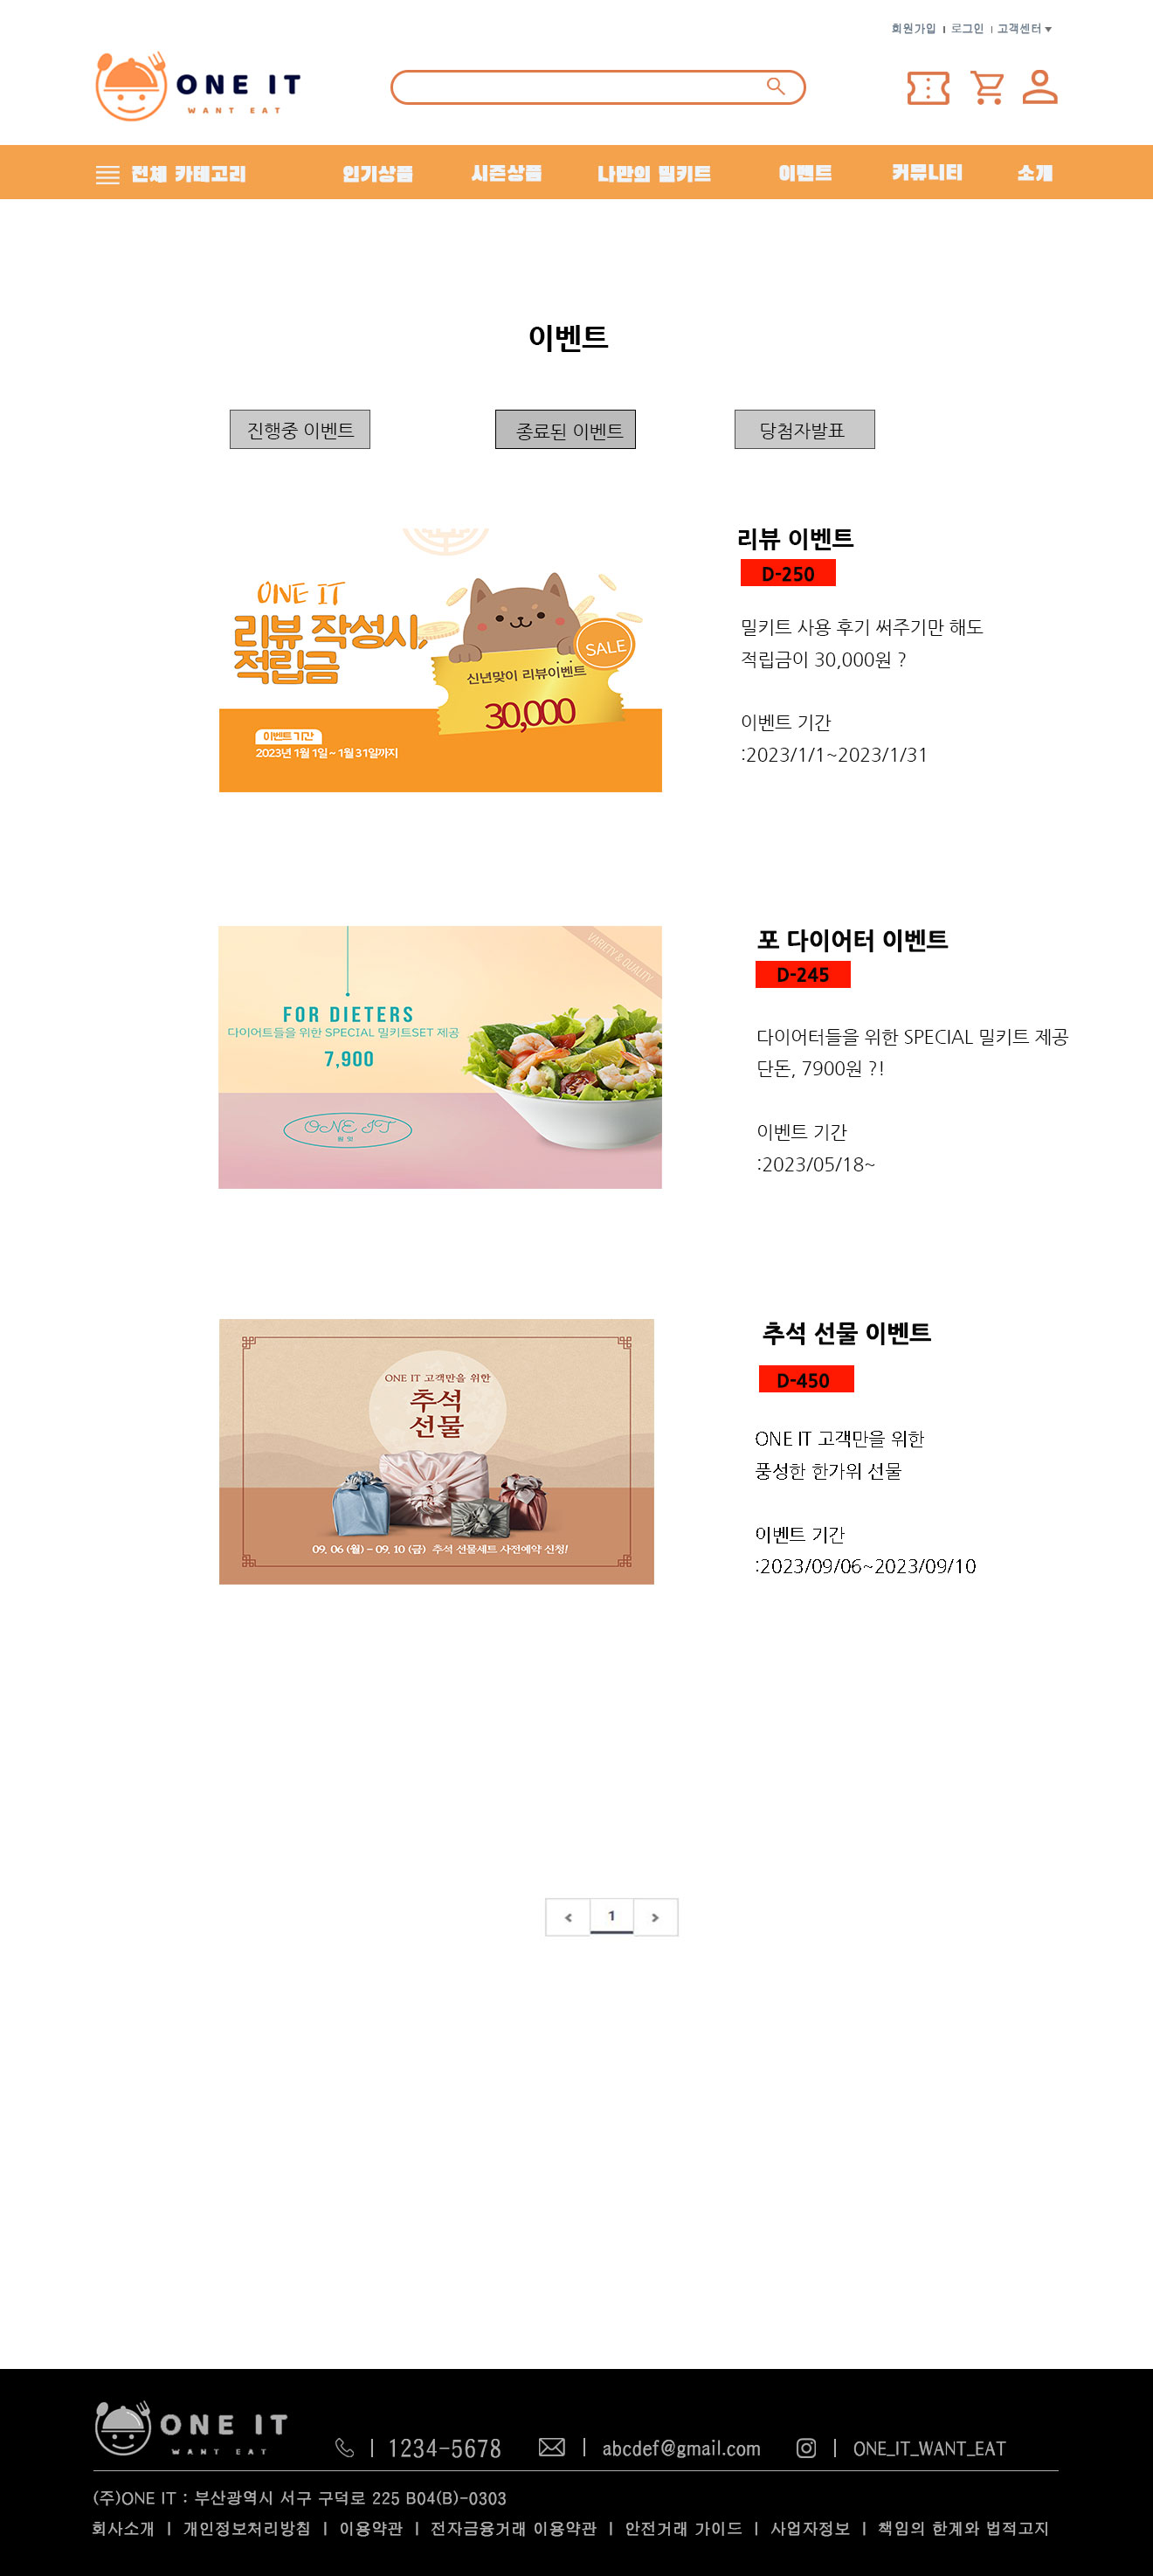 회원가입 | 로그인 | 고객센터 ▾
ONE IT
WANT EAT
전체 카테고리
인기상품
시즌상품
나만의 밀키트
이벤트
커뮤니티
소개
이벤트
진행중 이벤트
종료된 이벤트
당첨자발표
ONE IT
리뷰 작성시,
적립금
SALE
신년맞이 리뷰이벤트
30,000
이벤트 기간
2023년 1월 1일 ~ 1월 31일까지
리뷰 이벤트
D-250
밀키트 사용 후기 써주기만 해도
적립금이 30,000원 ?
이벤트 기간
:2023/1/1~2023/1/31
VARIETY & QUALITY
FOR DIETERS
다이어트들을 위한 SPECIAL 밀키트SET 제공
7,900
ONE IT
원 잇
포 다이어터 이벤트
D-245
다이어터들을 위한 SPECIAL 밀키트 제공
단돈, 7900원 ?!
이벤트 기간
:2023/05/18~
ONE IT 고객만을 위한
추석
선물
09. 06 (월) - 09. 10 (금) 추석 선물세트 사전예약 신청!
추석 선물 이벤트
D-450
ONE IT 고객만을 위한
풍성한 한가위 선물
이벤트 기간
:2023/09/06~2023/09/10
< 1 >
ONE IT
WANT EAT
| 1234-5678
| abcdef@gmail.com
| ONE_IT_WANT_EAT
(주)ONE IT : 부산광역시 서구 구덕로 225 B04(B)-0303
회사소개 | 개인정보처리방침 | 이용약관 | 전자금융거래 이용약관 | 안전거래 가이드 | 사업자정보 | 책임의 한계와 법적고지